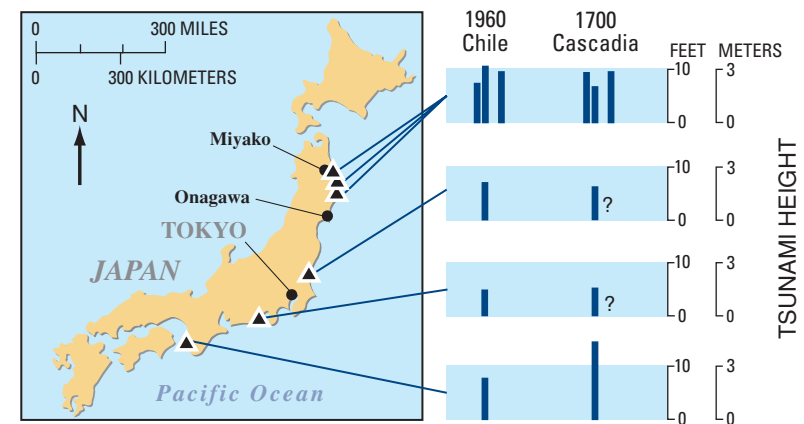 0 300 MILES
0 300 KILOMETERS
N
Miyako
Onagawa
TOKYO
JAPAN
Pacific Ocean
1960
Chile
1700
Cascadia
FEET METERS
10 3
0 0
10 3
?
0 0
10 3
?
0 0
10 3
0 0
TSUNAMI HEIGHT